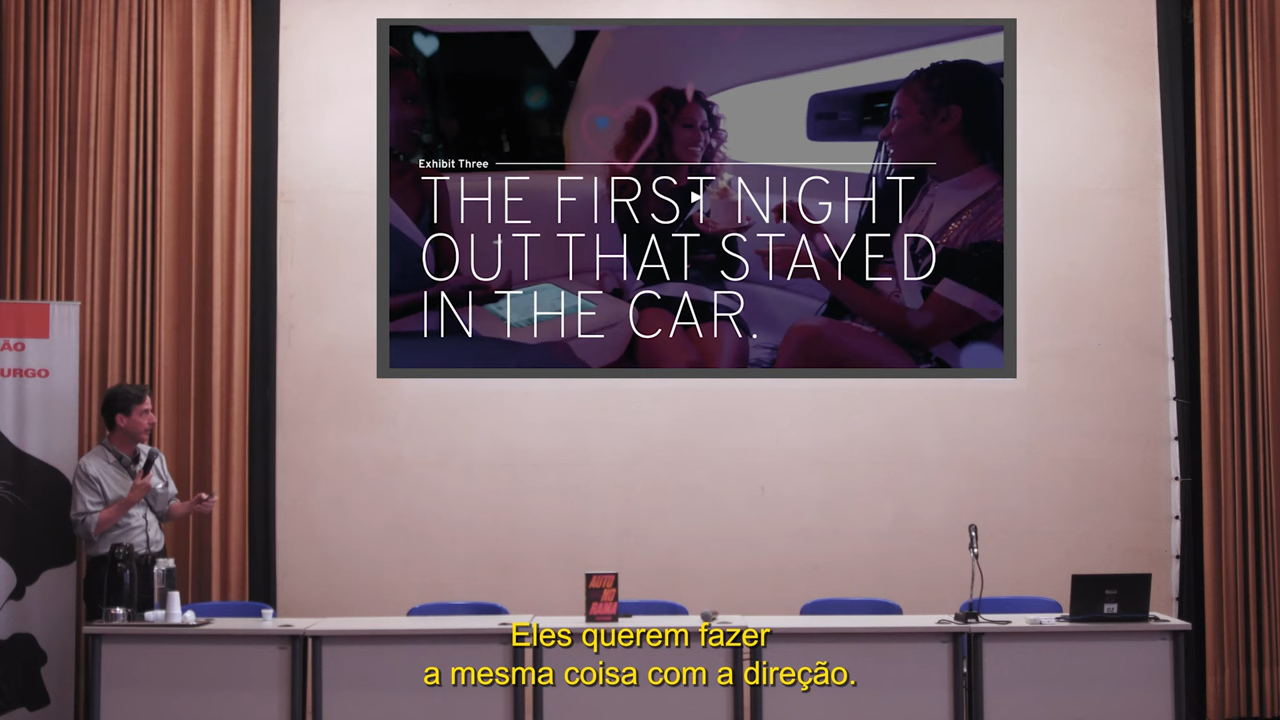 Exhibit Three
THE FIRST NIGHT
OUT THAT STAYED
IN THE CAR.
ÃO
URGO
AUTO
NO
RAMA
Eles querem fazer
a mesma coisa com a direção.